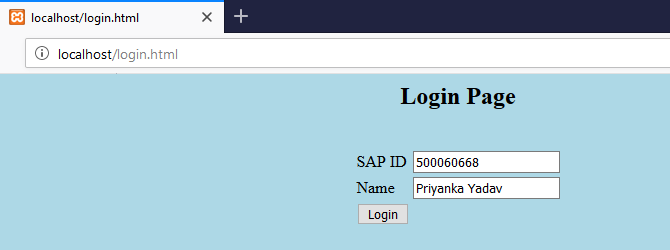 localhost/login.html
localhost/login.html
Login Page
SAP ID 500060668
Name Priyanka Yadav
Login